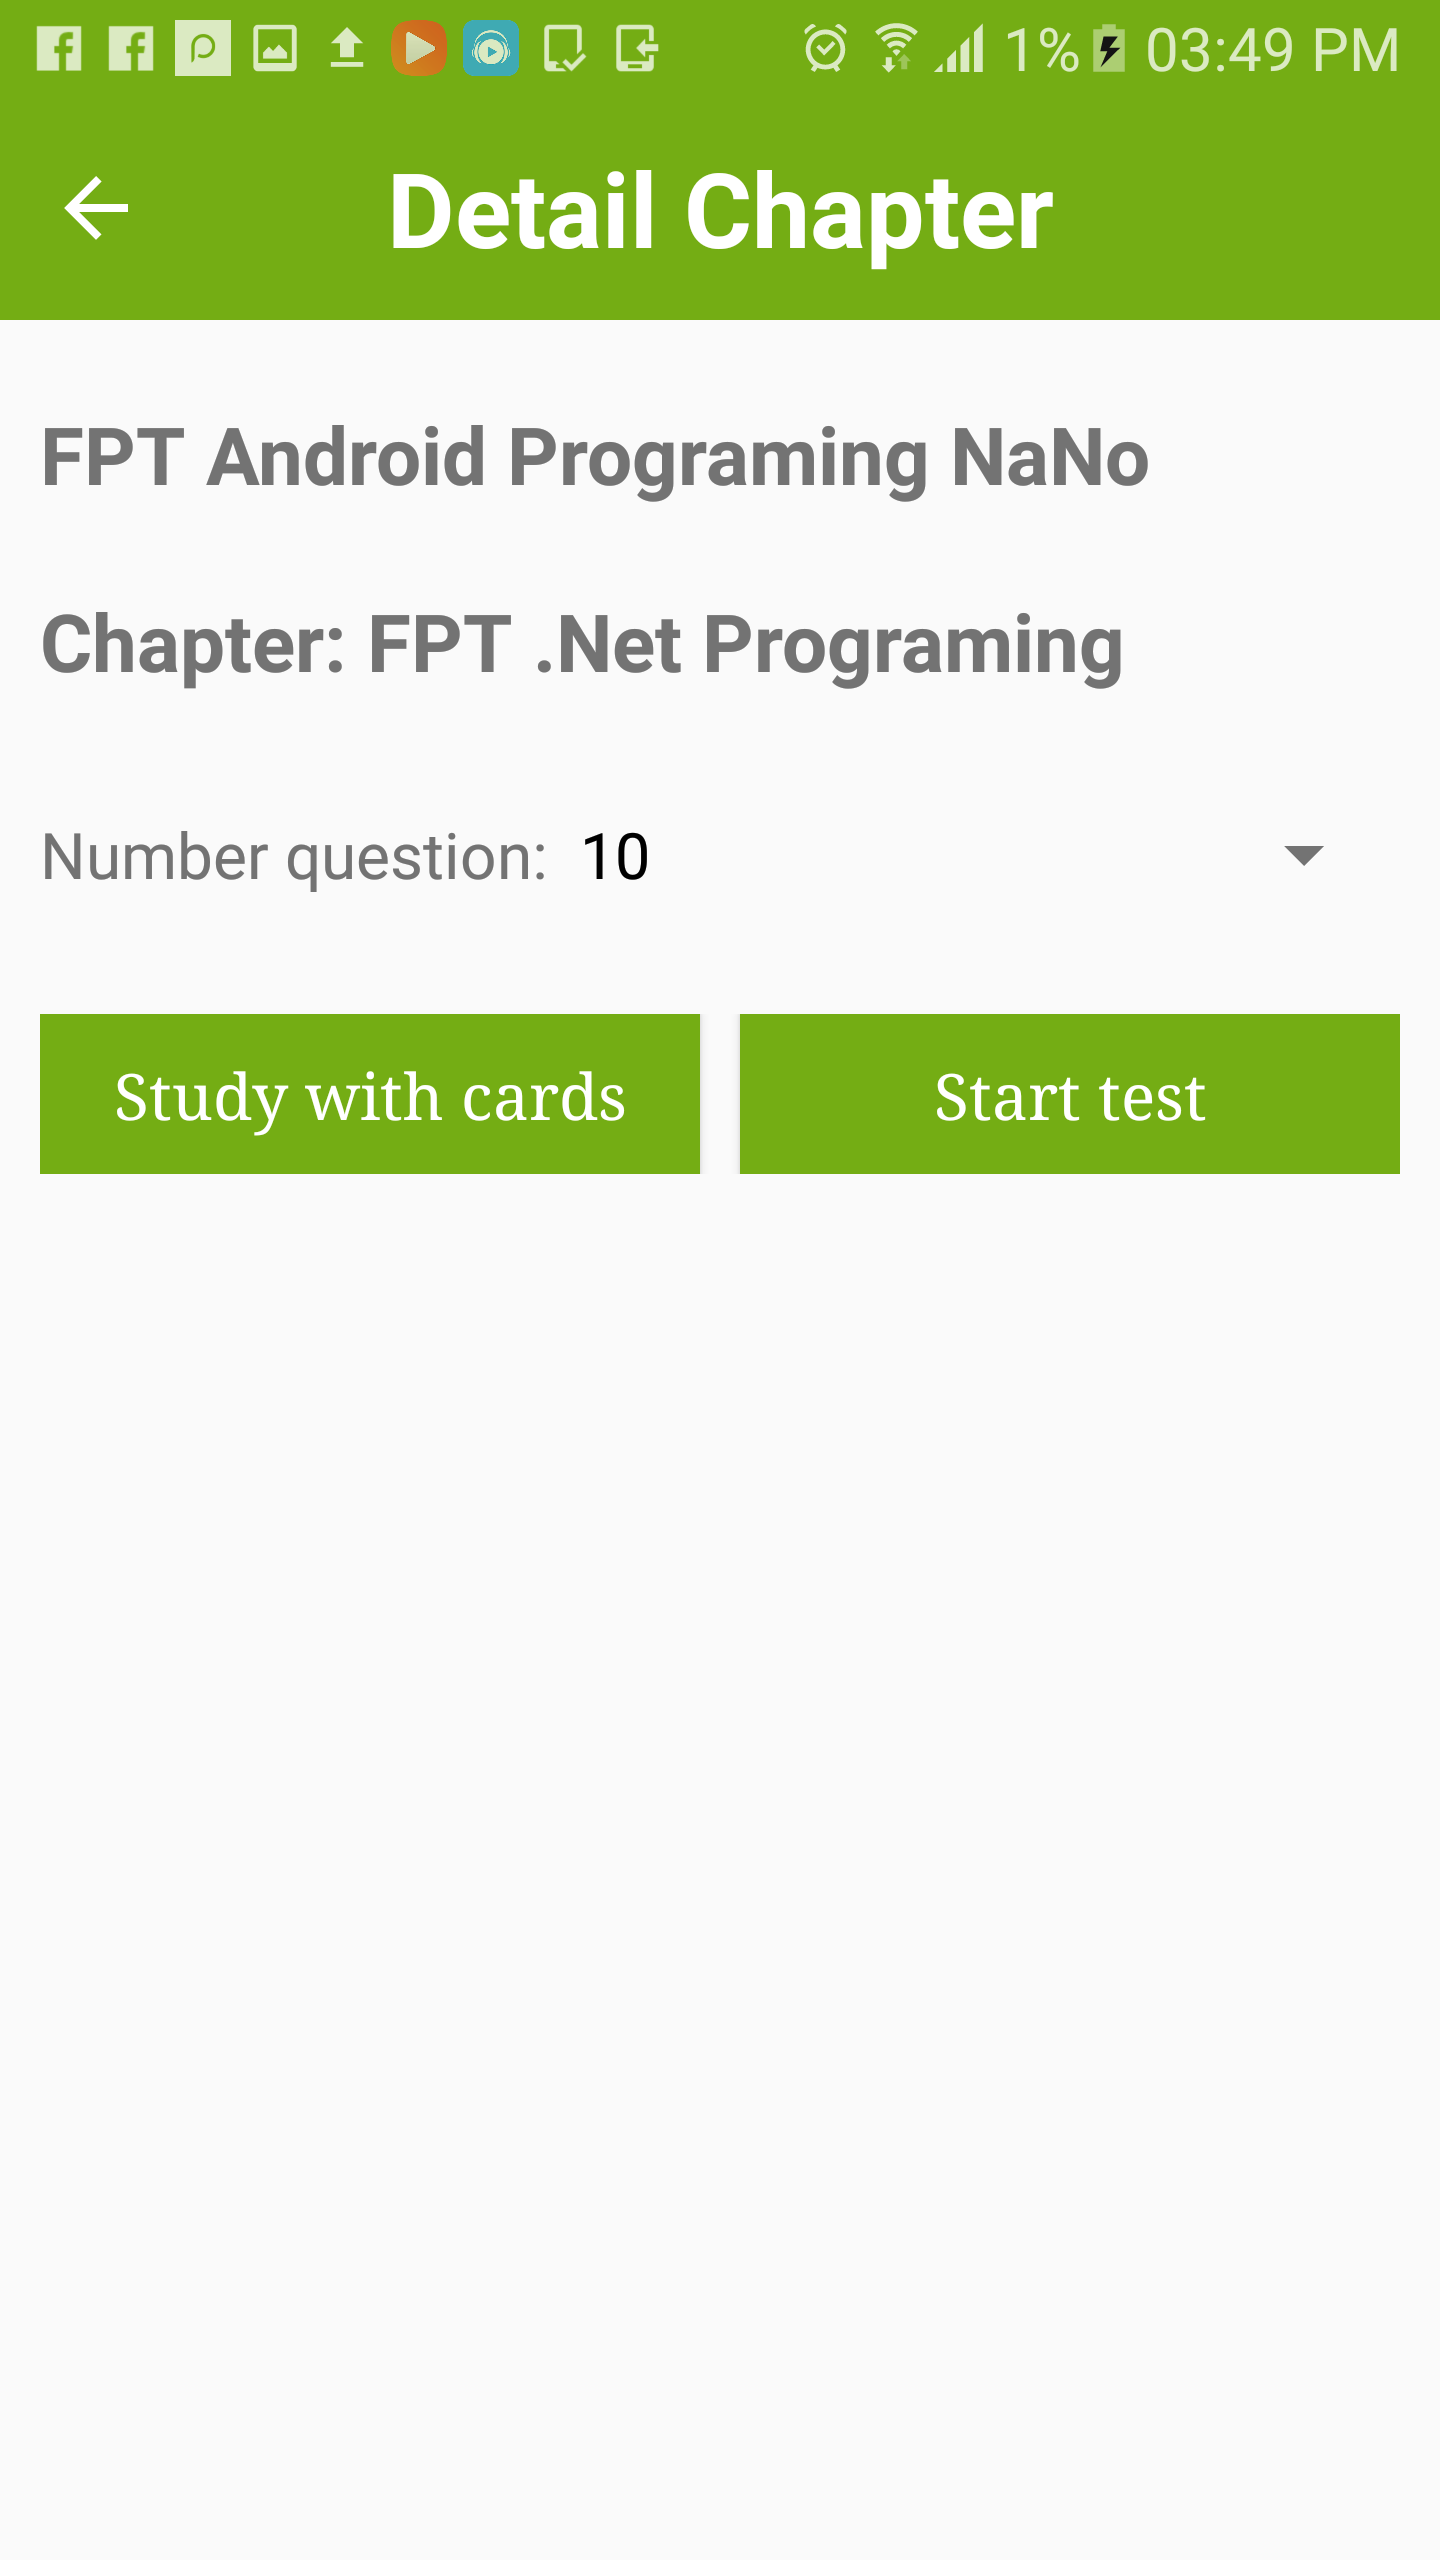 1% 03:49 PM
Detail Chapter
FPT Android Programing NaNo
Chapter: FPT .Net Programing
Number question: 10
Study with cards
Start test